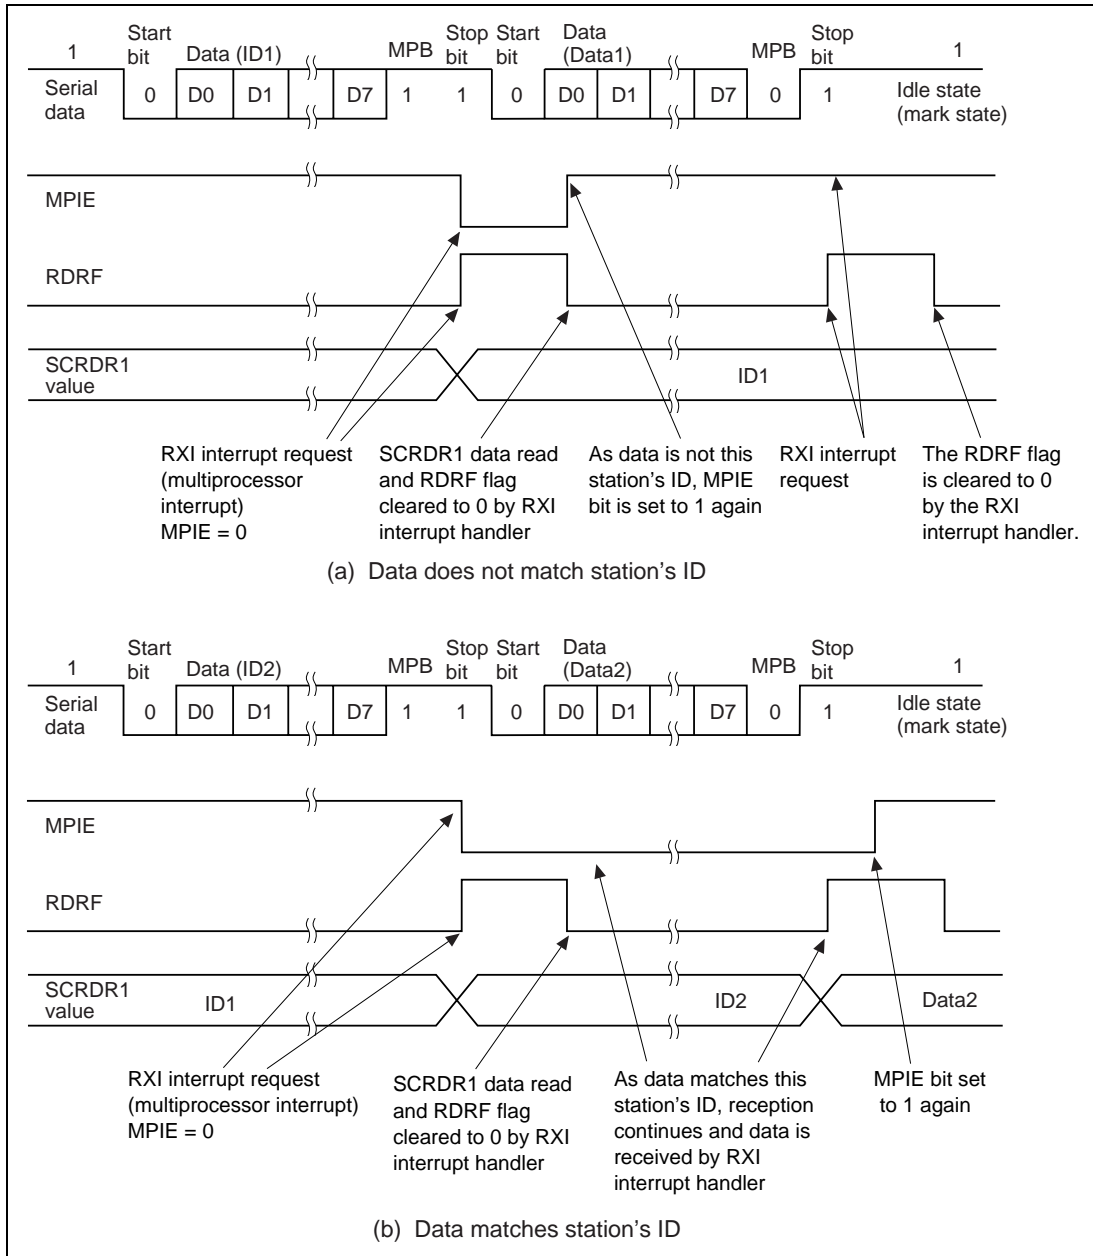 Start Stop Start Data Stop
1 bit Data (ID1) MPB bit bit (Data1) MPB bit 1
Serial data 0 D0 D1 D7 1 1 0 D0 D1 D7 0 1 Idle state (mark state)
MPIE
RDRF
SCRDR1 value ID1
RXI interrupt request
(multiprocessor
interrupt)
MPIE = 0
SCRDR1 data read
and RDRF flag
cleared to 0 by RXI
interrupt handler
As data is not this
station's ID, MPIE
bit is set to 1 again
RXI interrupt
request
The RDRF flag
is cleared to 0
by the RXI
interrupt handler.
(a) Data does not match station's ID
Start Stop Start Data Stop
1 bit Data (ID2) MPB bit bit (Data2) MPB bit 1
Serial data 0 D0 D1 D7 1 1 0 D0 D1 D7 0 1 Idle state (mark state)
MPIE
RDRF
SCRDR1 value ID1 ID2 Data2
RXI interrupt request
(multiprocessor interrupt)
MPIE = 0
SCRDR1 data read
and RDRF flag
cleared to 0 by RXI
interrupt handler
As data matches this
station's ID, reception
continues and data is
received by RXI
interrupt handler
MPIE bit set
to 1 again
(b) Data matches station's ID